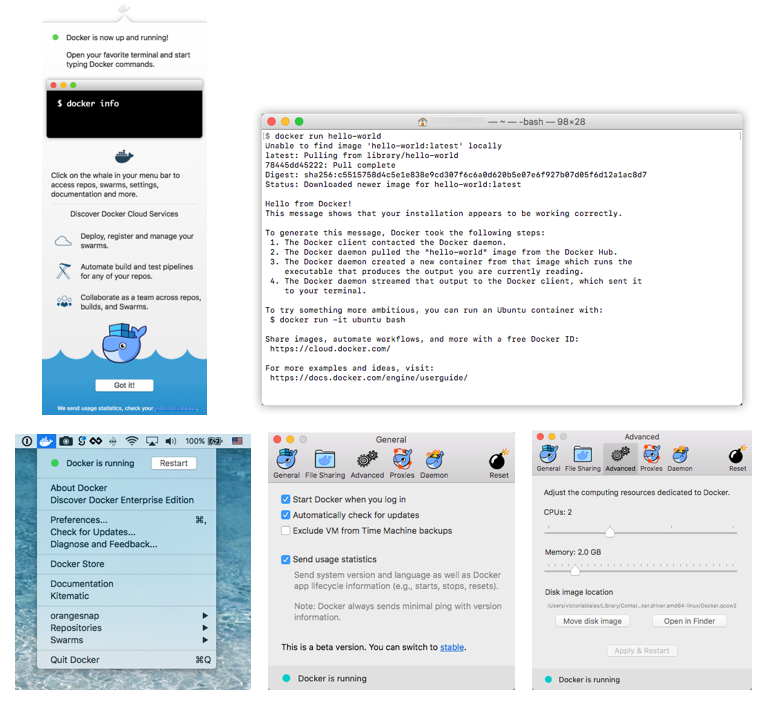 Docker is now up and running!
Open your favorite terminal and start
typing Docker commands.
$ docker info
Click on the whale in your menu bar to
access repos, swarms, settings,
documentation and more.
Discover Docker Cloud Services
Deploy, register and manage your
swarms.
Automate build and test pipelines
for any of your repos.
Collaborate as a team across repos,
builds, and Swarms.
Got it!
We send usage statistics, check your
— ~ — -bash — 98×28
$ docker run hello-world
Unable to find image 'hello-world:latest' locally
latest: Pulling from library/hello-world
78445dd45222: Pull complete
Digest: sha256:c5515758d4c5e1e838e9cd307f6c6a0d620b5e07e6f927b07d05f6d12a1ac8d7
Status: Downloaded newer image for hello-world:latest
Hello from Docker!
This message shows that your installation appears to be working correctly.
To generate this message, Docker took the following steps:
1. The Docker client contacted the Docker daemon.
2. The Docker daemon pulled the "hello-world" image from the Docker Hub.
3. The Docker daemon created a new container from that image which runs the
executable that produces the output you are currently reading.
4. The Docker daemon streamed that output to the Docker client, which sent it
to your terminal.
To try something more ambitious, you can run an Ubuntu container with:
$ docker run -it ubuntu bash
Share images, automate workflows, and more with a free Docker ID:
https://cloud.docker.com/
For more examples and ideas, visit:
https://docs.docker.com/engine/userguide/
100%
Docker is running
Restart
About Docker
Discover Docker Enterprise Edition
Preferences... ⌘,
Check for Updates...
Diagnose and Feedback...
Docker Store
Documentation
Kitematic
orangesnap
Repositories
Swarms
Quit Docker ⌘Q
General
General File Sharing Advanced Proxies Daemon Reset
Start Docker when you log in
Automatically check for updates
Exclude VM from Time Machine backups
Send usage statistics
Send system version and language as well as Docker
app lifecycle information (e.g., starts, stops, resets).
Note: Docker always sends minimal ping with version
information.
This is a beta version. You can switch to stable.
Docker is running
Advanced
General File Sharing Advanced Proxies Daemon Reset
Adjust the computing resources dedicated to Docker.
CPUs: 2
Memory: 2.0 GB
Disk image location
/Users/victoriabialas/Library/Contai...ker.driver.amd64-linux/Docker.qcow2
Move disk image
Open in Finder
Apply & Restart
Docker is running